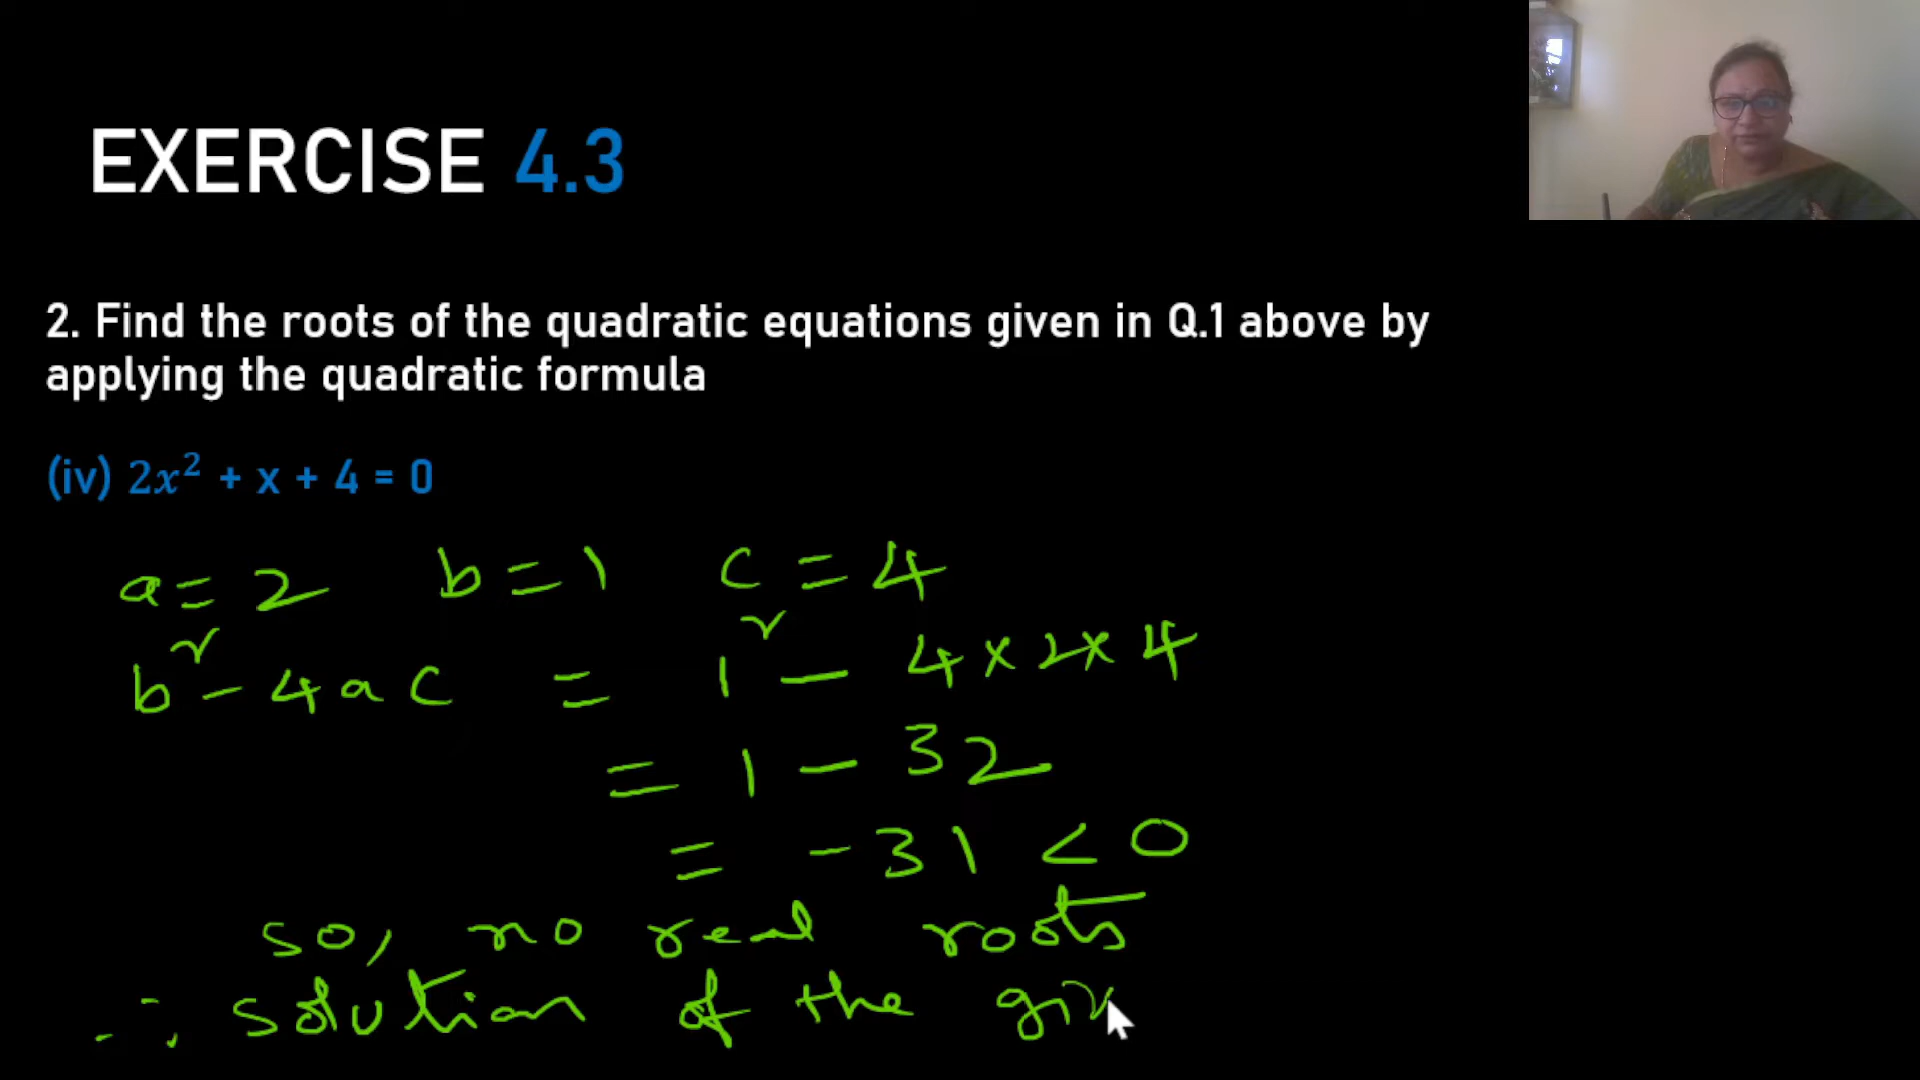 EXERCISE 4.3
2. Find the roots of the quadratic equations given in Q.1 above by
applying the quadratic formula
(iv) 2x² + x + 4 = 0
a = 2 b = 1 c = 4
b² - 4ac = 1² - 4 × 2 × 4
= 1 - 32
= -31 < 0
so, no real roots
∴ solution of the giv